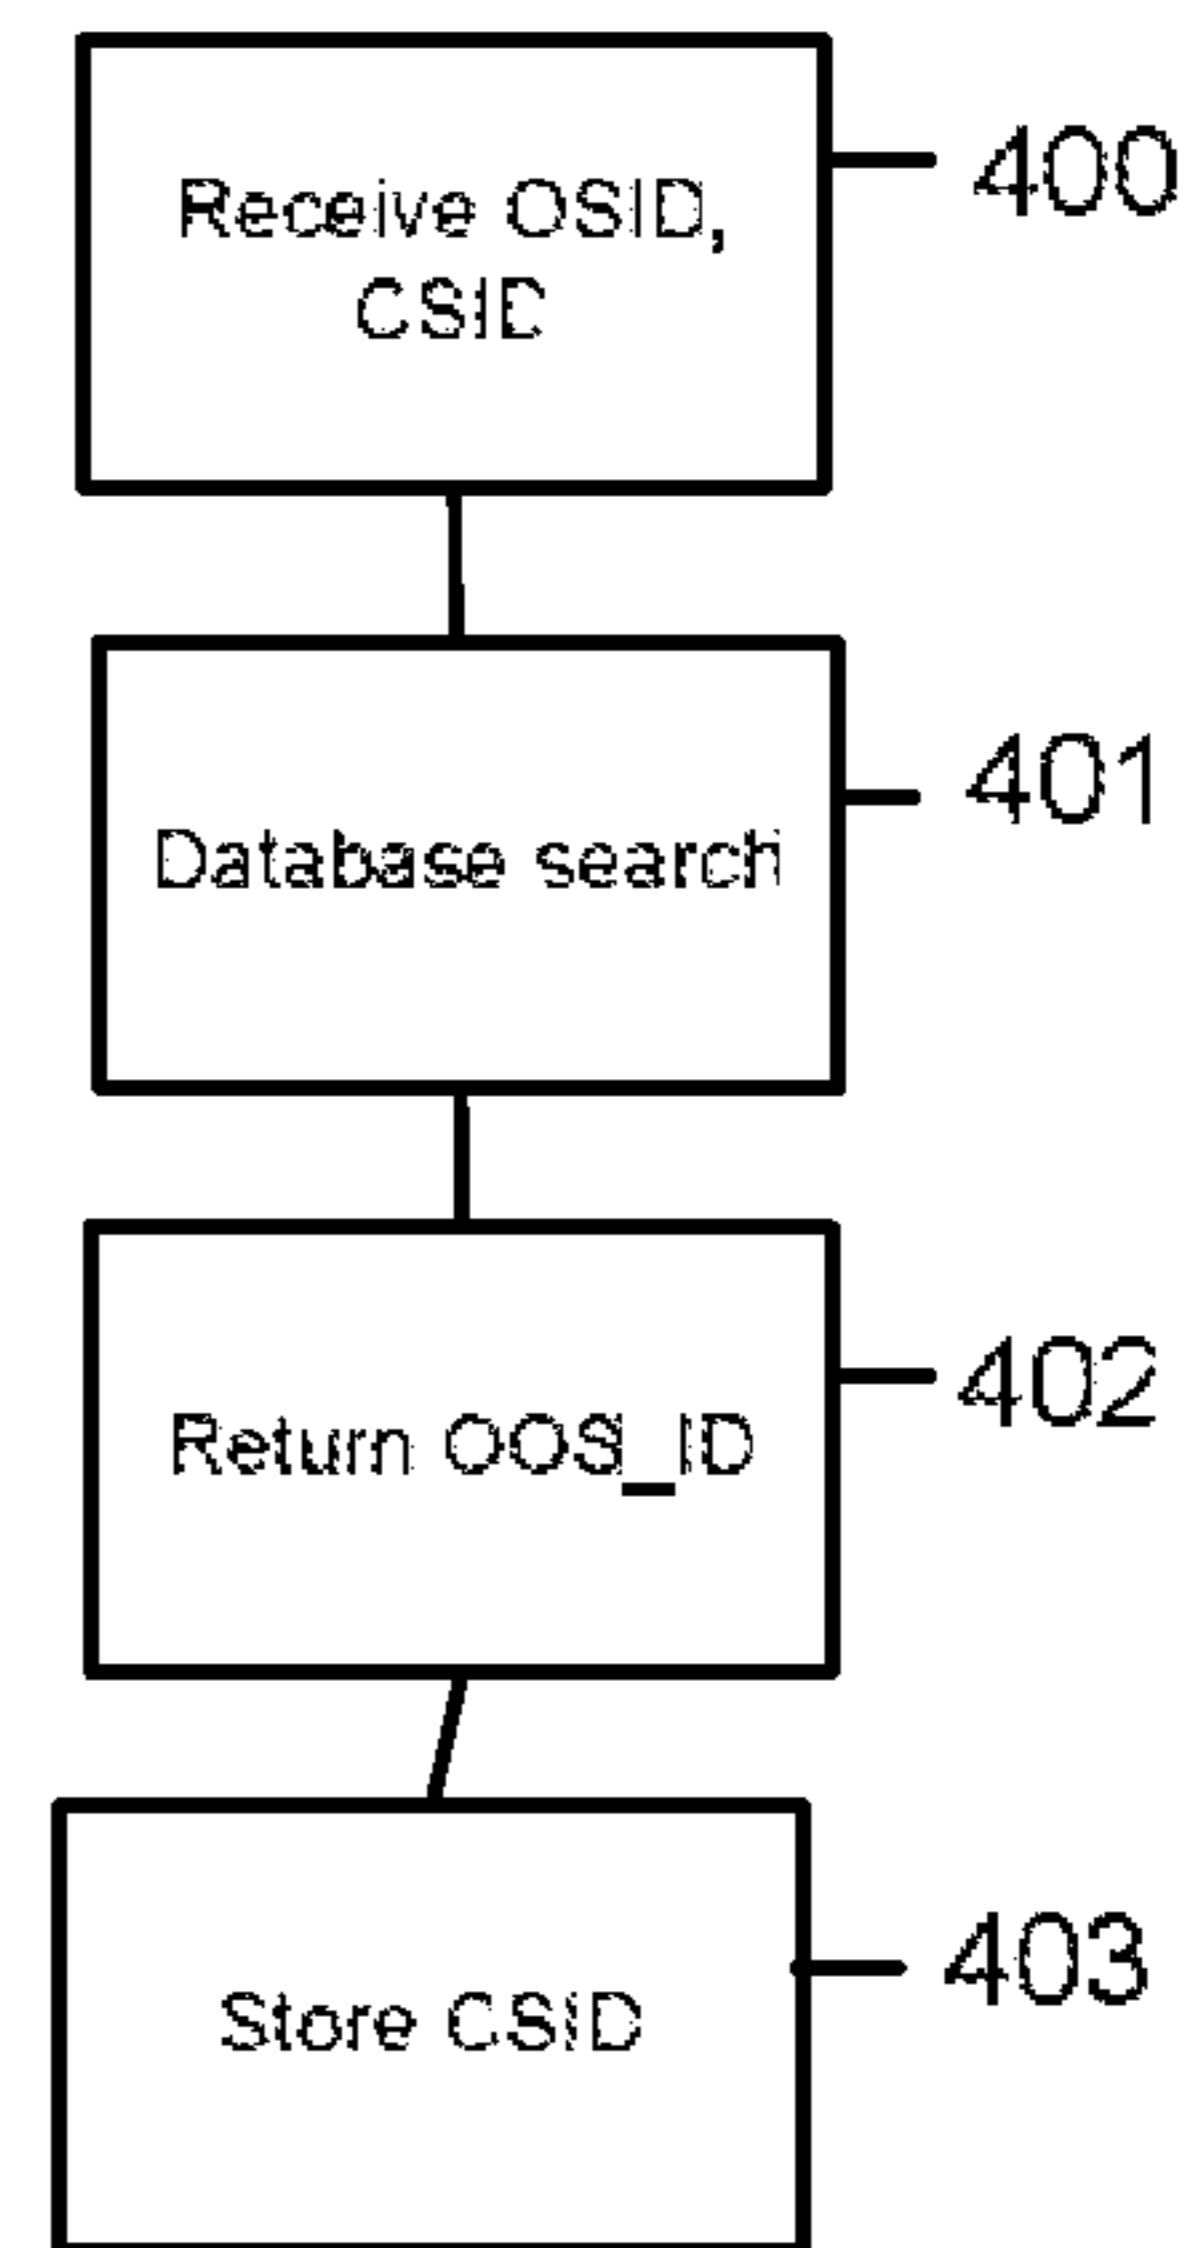 Receive OSID,
CSID
400
Database search
401
Return OOS_ID
402
Store CSID
403